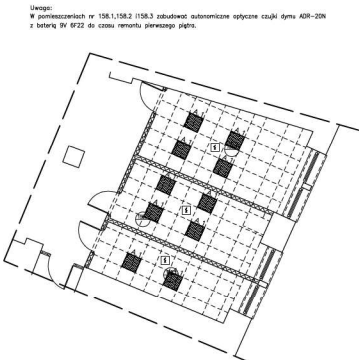 Uwaga:
W pomieszczeniach nr 158.1,158.2 i158.3 zabudować autonomiczne optyczne czujki dymu ADR-20N
z baterią 9V 6F22 do czasu remontu pierwszego piętra.